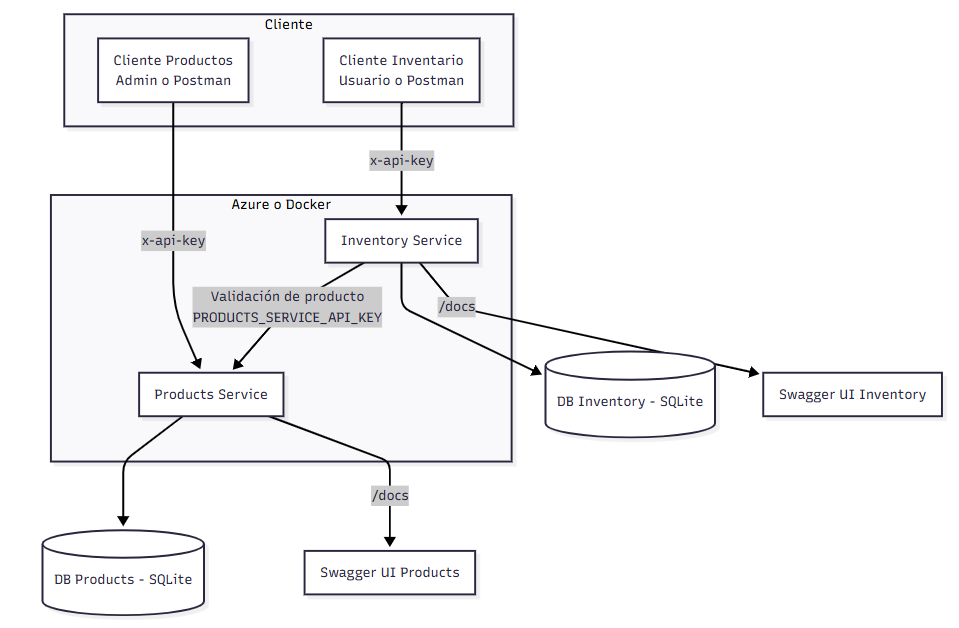 Cliente
Cliente Productos
Admin o Postman
Cliente Inventario
Usuario o Postman
x-api-key
Azure o Docker
x-api-key
Inventory Service
Validación de producto
PRODUCTS_SERVICE_API_KEY
/docs
Products Service
DB Inventory - SQLite
Swagger UI Inventory
/docs
DB Products - SQLite
Swagger UI Products